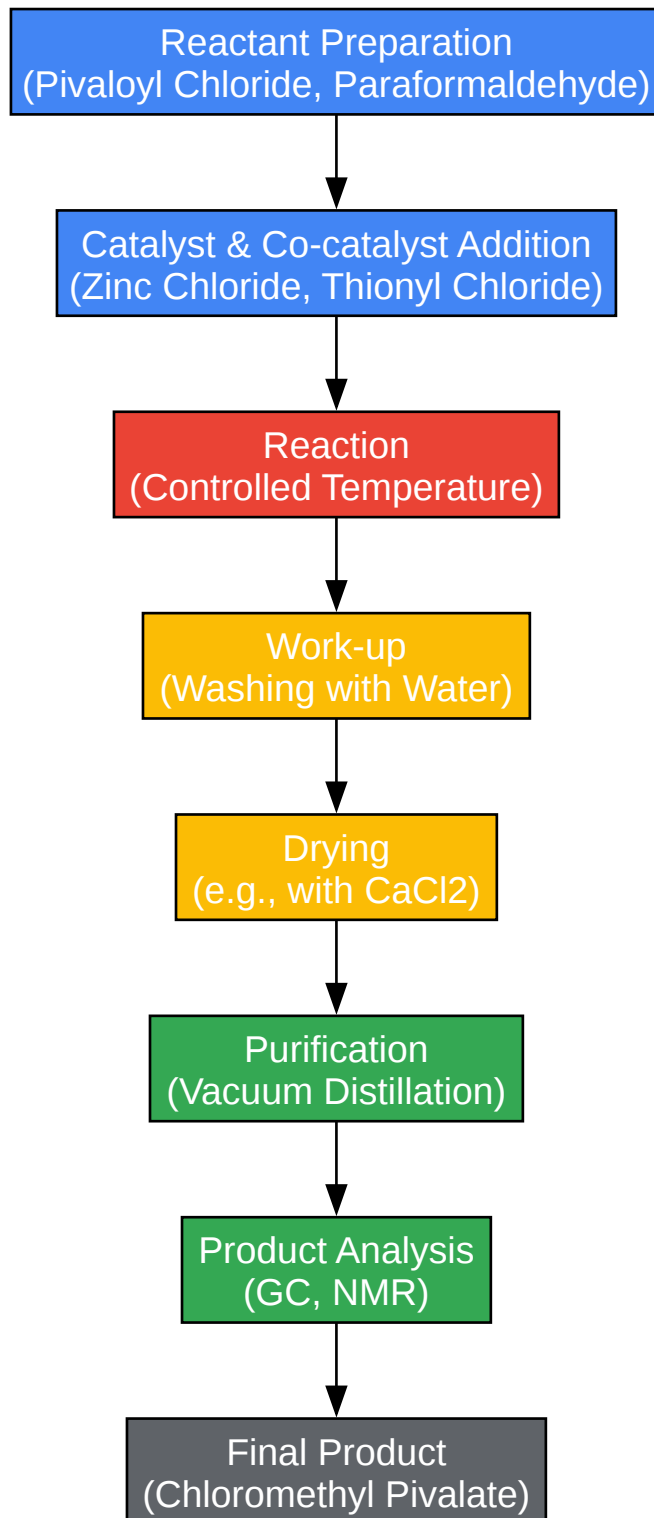 Reactant Preparation
(Pivaloyl Chloride, Paraformaldehyde)
Catalyst & Co-catalyst Addition
(Zinc Chloride, Thionyl Chloride)
Reaction
(Controlled Temperature)
Work-up
(Washing with Water)
Drying
(e.g., with CaCl2)
Purification
(Vacuum Distillation)
Product Analysis
(GC, NMR)
Final Product
(Chloromethyl Pivalate)